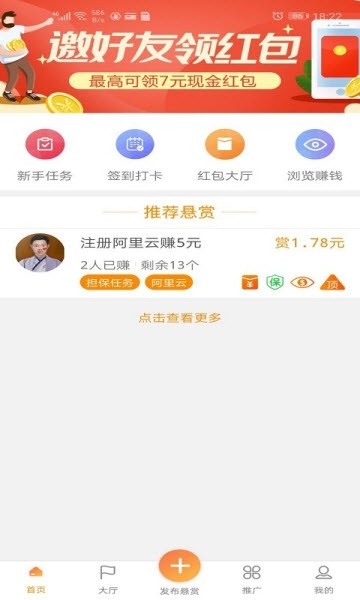 18:22
邀好友领红包
最高可领7元现金红包
新手任务 签到打卡 红包大厅 浏览赚钱
推荐悬赏
注册阿里云赚5元 赏1.78元
2人已赚 剩余13个
担保任务 阿里云 保 顶
点击查看更多
首页 大厅 发布悬赏 推广 我的